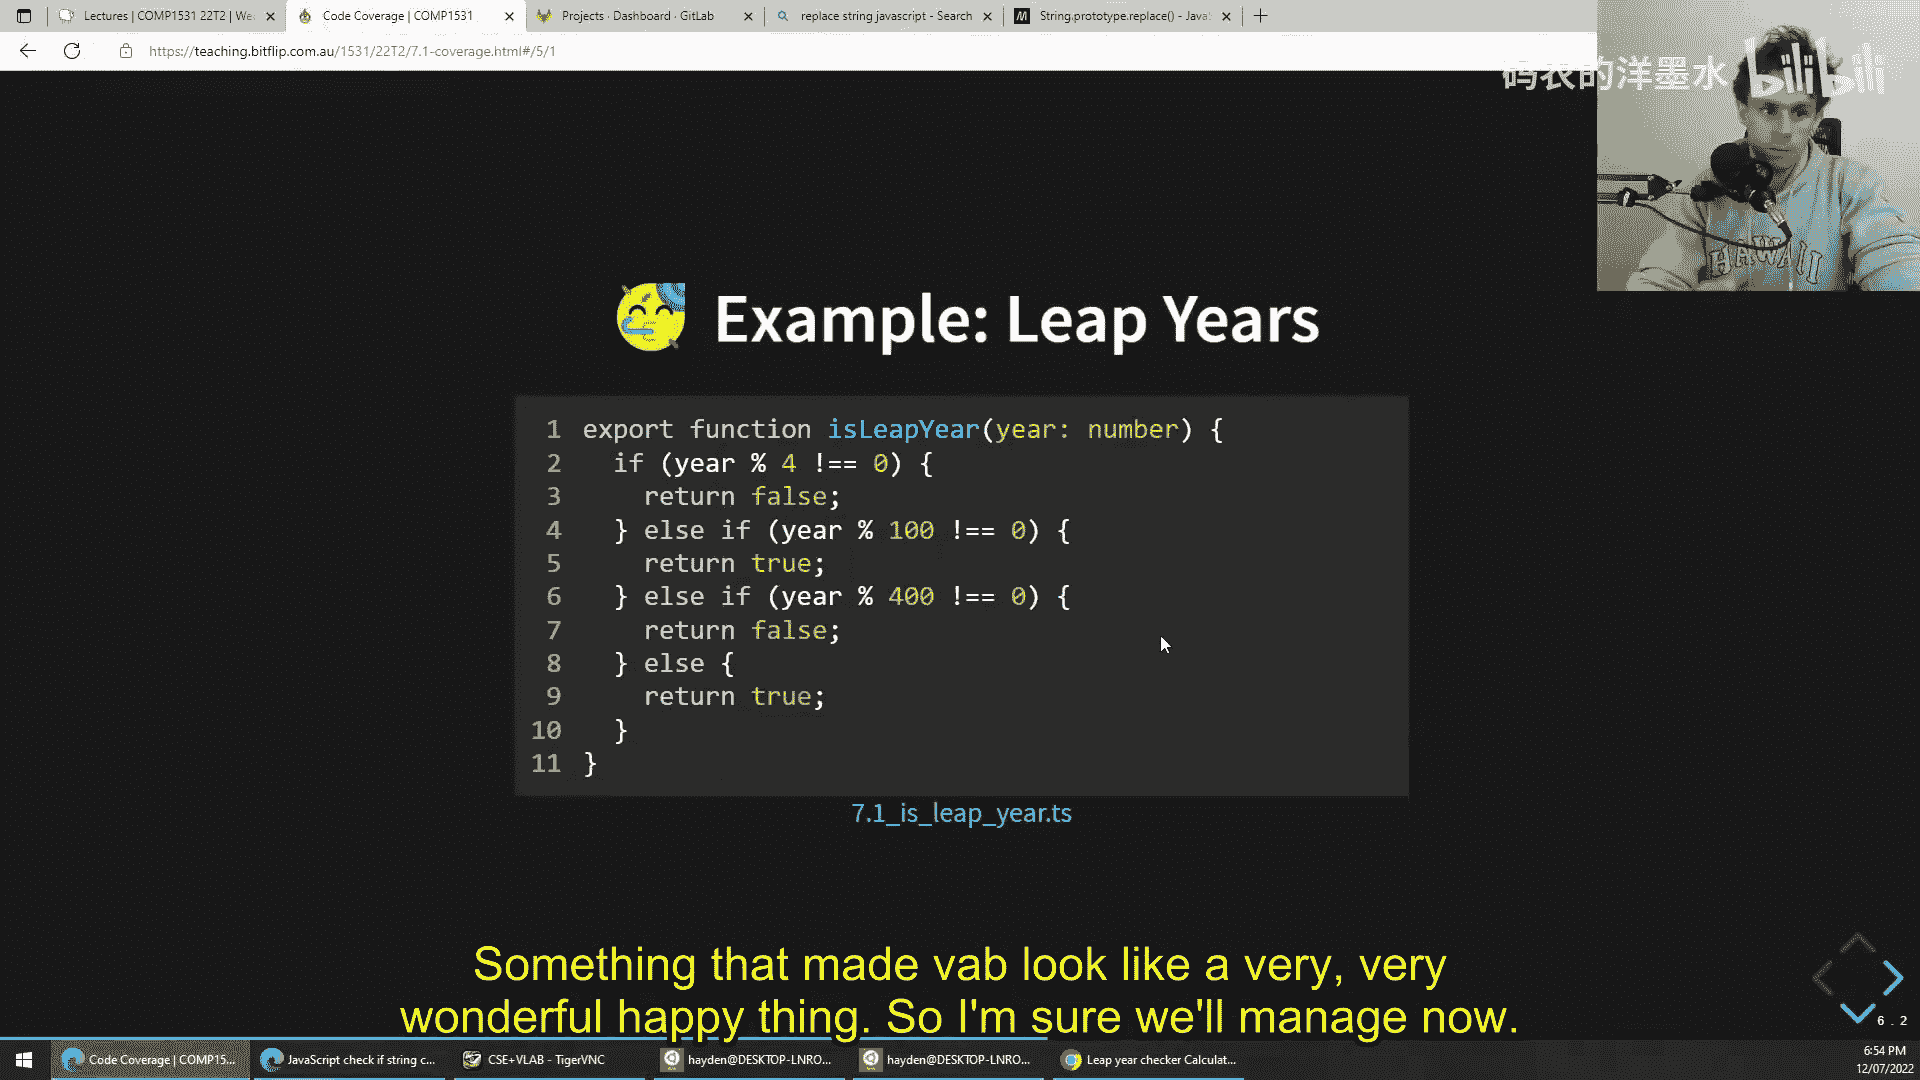 Lectures | COMP1531 22T2 | We
Code Coverage | COMP1531
Projects · Dashboard · GitLab
replace string javascript - Search
String.prototype.replace() - Java
https://teaching.bitflip.com.au/1531/22T2/7.1-coverage.html#/5/1
码农的洋墨水 bilibili
HAWAII
Example: Leap Years
1 export function isLeapYear(year: number) {
2 if (year % 4 !== 0) {
3 return false;
4 } else if (year % 100 !== 0) {
5 return true;
6 } else if (year % 400 !== 0) {
7 return false;
8 } else {
9 return true;
10 }
11 }
7.1_is_leap_year.ts
Something that made vab look like a very, very
wonderful happy thing. So I'm sure we'll manage now.
6 . 2
Code Coverage | COMP15...
JavaScript check if string c...
CSE+VLAB - TigerVNC
hayden@DESKTOP-LNRO...
hayden@DESKTOP-LNRO...
Leap year checker Calculat...
6:54 PM
12/07/2022